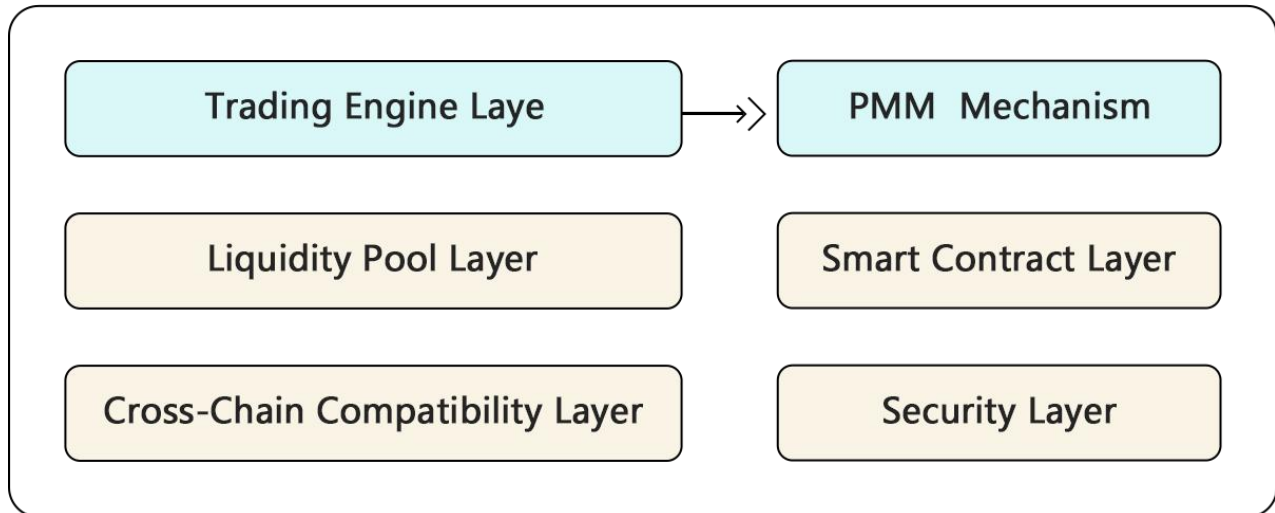 Trading Engine Laye
PMM Mechanism
Liquidity Pool Layer
Smart Contract Layer
Cross-Chain Compatibility Layer
Security Layer